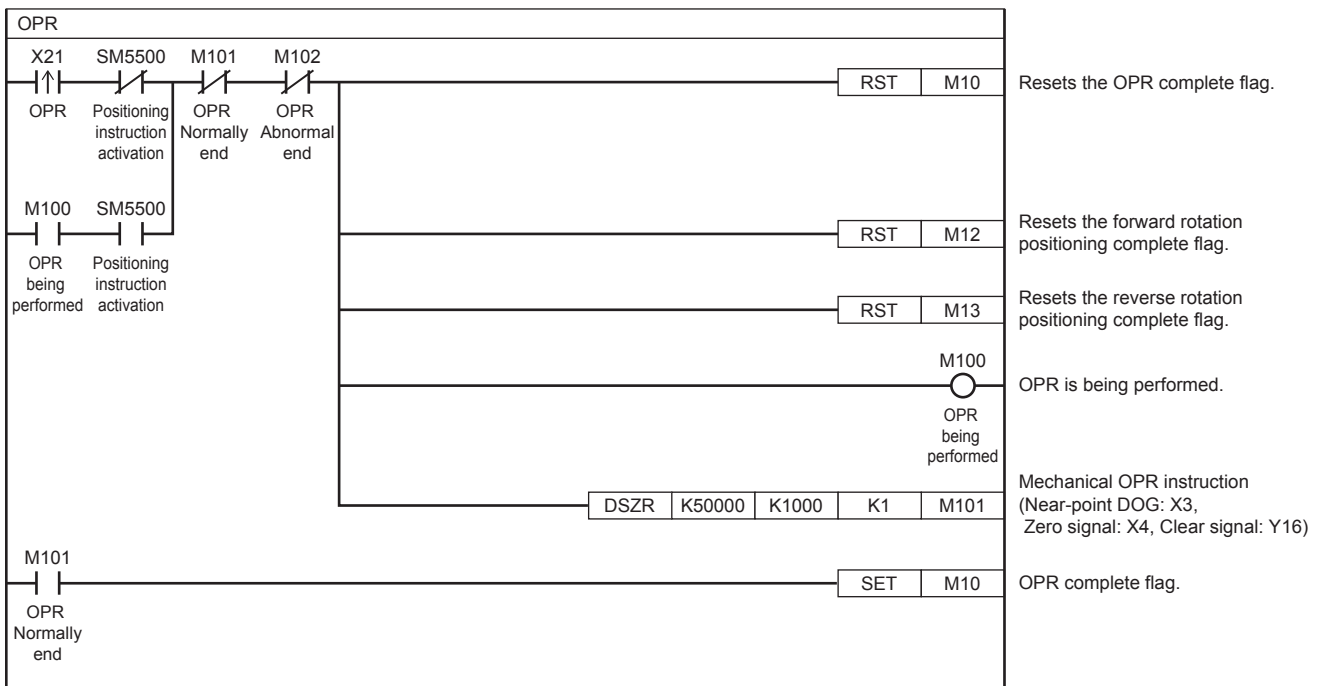 OPR
X21 SM5500 M101 M102
RST M10 Resets the OPR complete flag.
OPR Positioning instruction activation OPR Normally end OPR Abnormal end
M100 SM5500
RST M12 Resets the forward rotation
positioning complete flag.
OPR being performed Positioning instruction activation
RST M13 Resets the reverse rotation
positioning complete flag.
M100
OPR is being performed.
OPR
being
performed
DSZR K50000 K1000 K1 M101 Mechanical OPR instruction
(Near-point DOG: X3,
Zero signal: X4, Clear signal: Y16)
M101
SET M10 OPR complete flag.
OPR
Normally
end